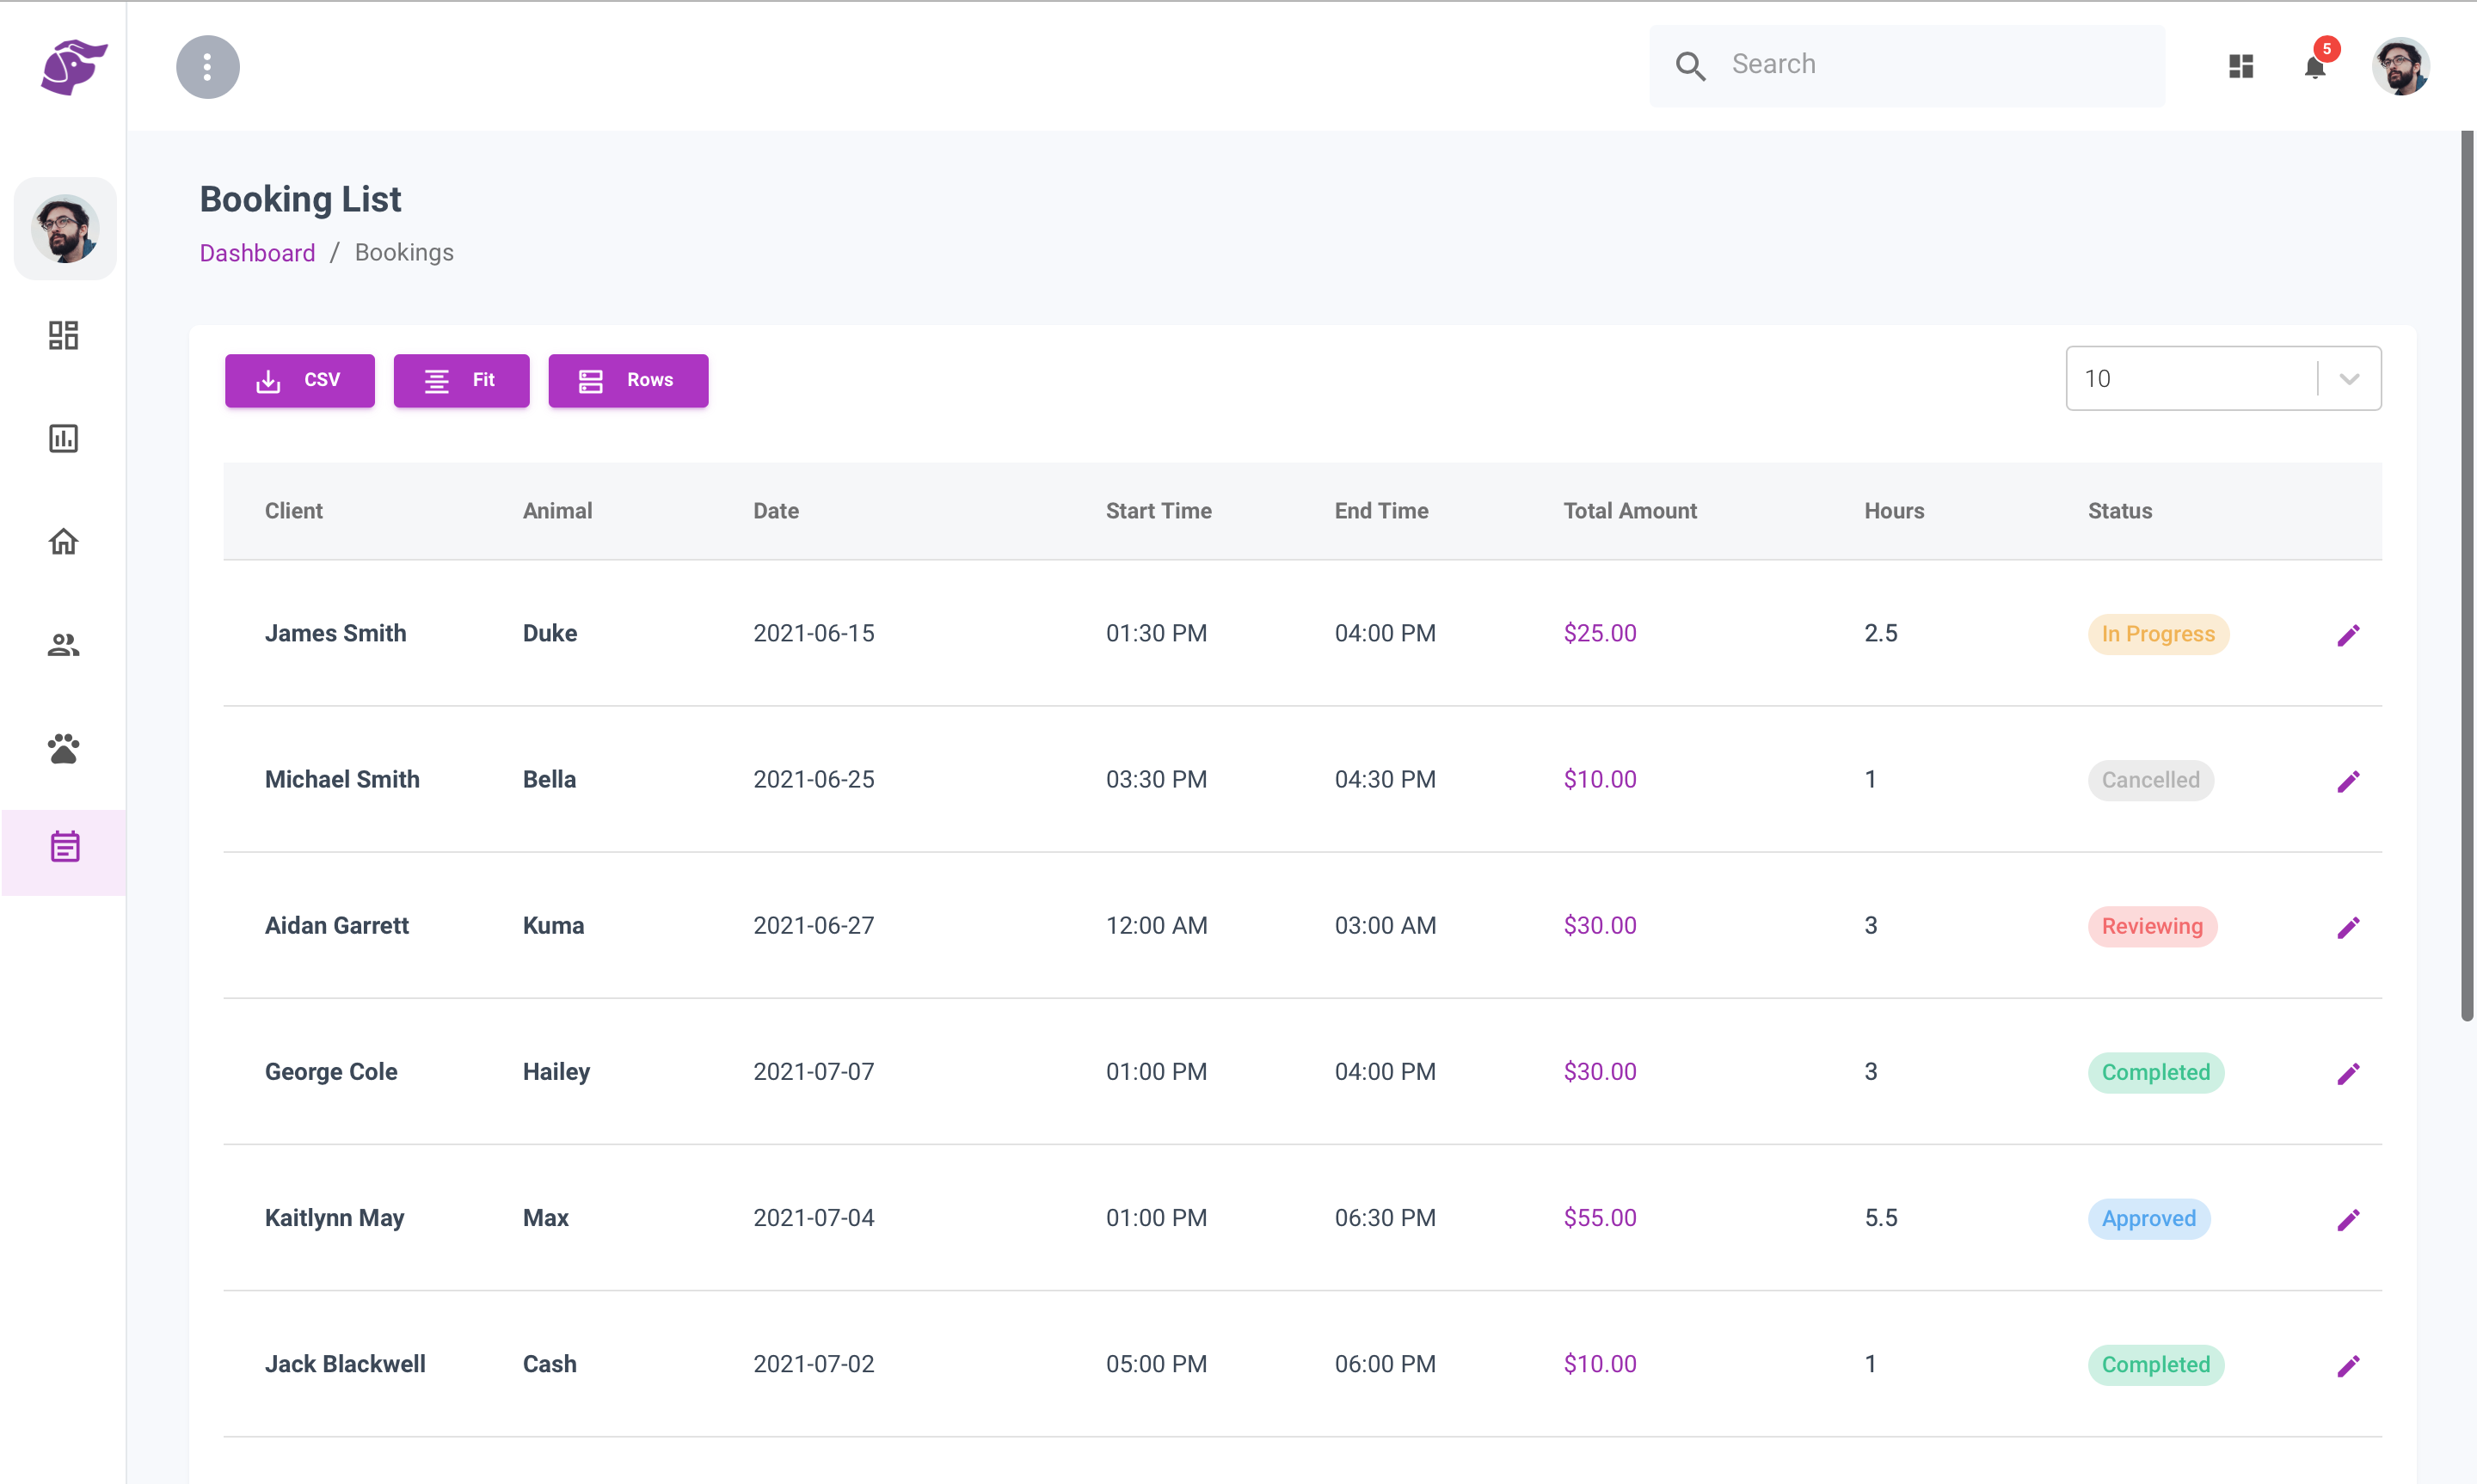 Search
5
Booking List
Dashboard / Bookings
CSV Fit Rows 10
Client Animal Date Start Time End Time Total Amount Hours Status
James Smith Duke 2021-06-15 01:30 PM 04:00 PM $25.00 2.5 In Progress
Michael Smith Bella 2021-06-25 03:30 PM 04:30 PM $10.00 1 Cancelled
Aidan Garrett Kuma 2021-06-27 12:00 AM 03:00 AM $30.00 3 Reviewing
George Cole Hailey 2021-07-07 01:00 PM 04:00 PM $30.00 3 Completed
Kaitlynn May Max 2021-07-04 01:00 PM 06:30 PM $55.00 5.5 Approved
Jack Blackwell Cash 2021-07-02 05:00 PM 06:00 PM $10.00 1 Completed